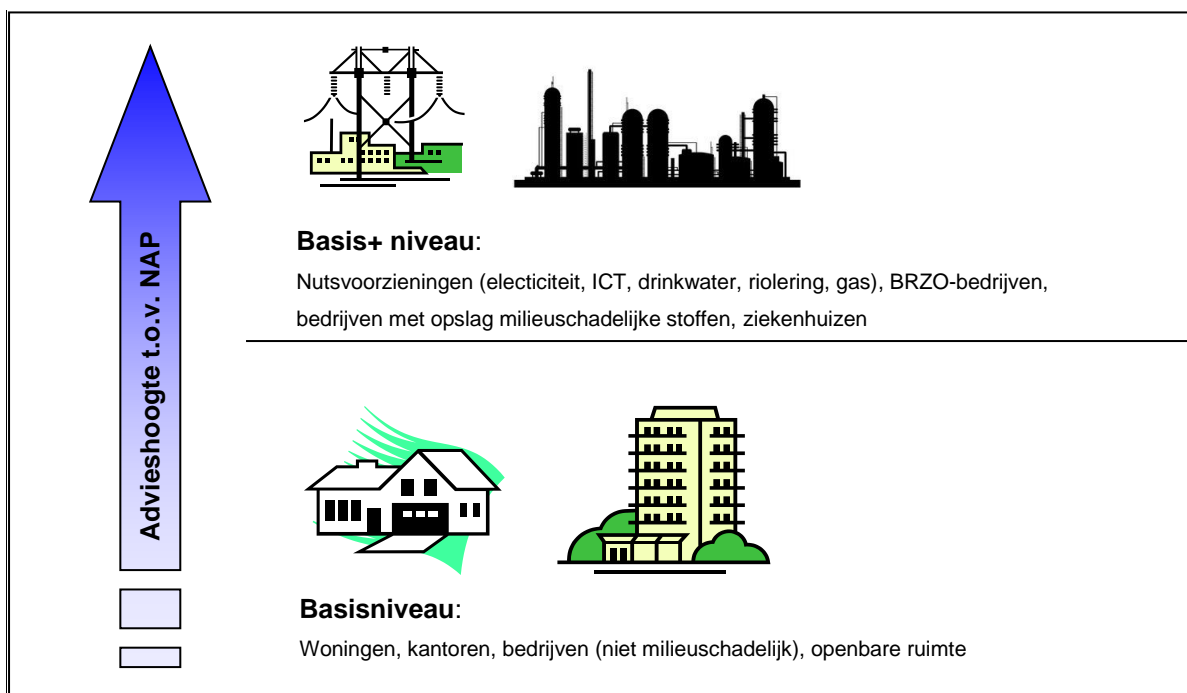 Advieshoogte t.o.v. NAP
Basis+ niveau:
Nutsvoorzieningen (electiciteit, ICT, drinkwater, riolering, gas), BRZO-bedrijven,
bedrijven met opslag milieuschadelijke stoffen, ziekenhuizen
Basisniveau:
Woningen, kantoren, bedrijven (niet milieuschadelijk), openbare ruimte